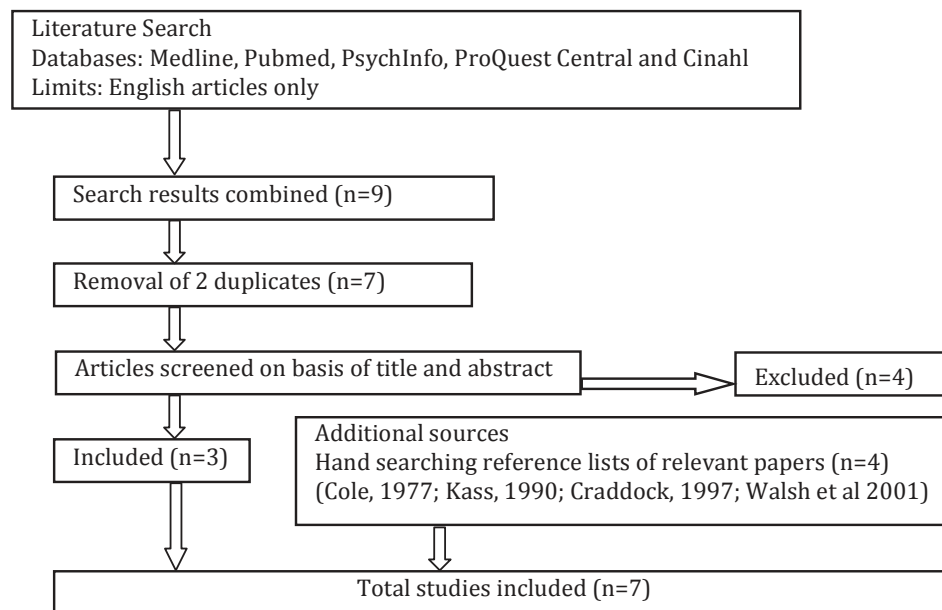 Literature Search
Databases: Medline, Pubmed, PsychInfo, ProQuest Central and Cinahl
Limits: English articles only
Search results combined (n=9)
Removal of 2 duplicates (n=7)
Articles screened on basis of title and abstract
Excluded (n=4)
Included (n=3)
Additional sources
Hand searching reference lists of relevant papers (n=4)
(Cole, 1977; Kass, 1990; Craddock, 1997; Walsh et al 2001)
Total studies included (n=7)